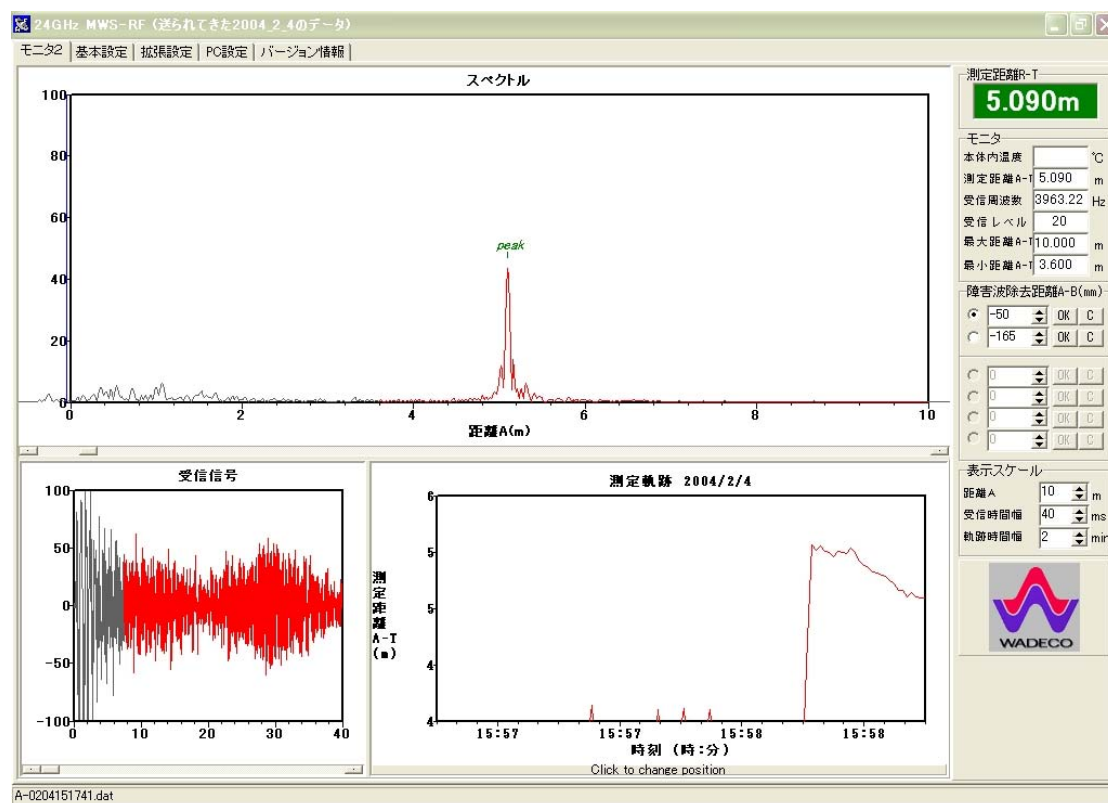 24GHz MWS-RF (送られてきた2004_2_4のデータ)
モニタ2 基本設定 拡張設定 PC設定 バージョン情報
スペクトル
100
80
60
40
20
0
peak
0 2 4 6 8 10
距離A(m)
受信信号
100
50
0
-50
-100
0 10 20 30 40
測定軌跡 2004/2/4
6
5
5
4
4
測定距離A-T(m)
15:57 15:57 15:58 15:58
時刻 (時:分)
Click to change position
測定距離R-T
5.090m
モニタ
本体内温度 ℃
測定距離A-T 5.090 m
受信周波数 3963.22 Hz
受信レベル 20
最大距離A-T 10.000 m
最小距離A-T 3.600 m
障害波除去距離A-B(mm)
-50 OK C
-165 OK C
0 OK C
0 OK C
0 OK C
0 OK C
表示スケール
距離A 10 m
受信時間幅 40 ms
軌跡時間幅 2 min
WADECO
A-0204151741.dat